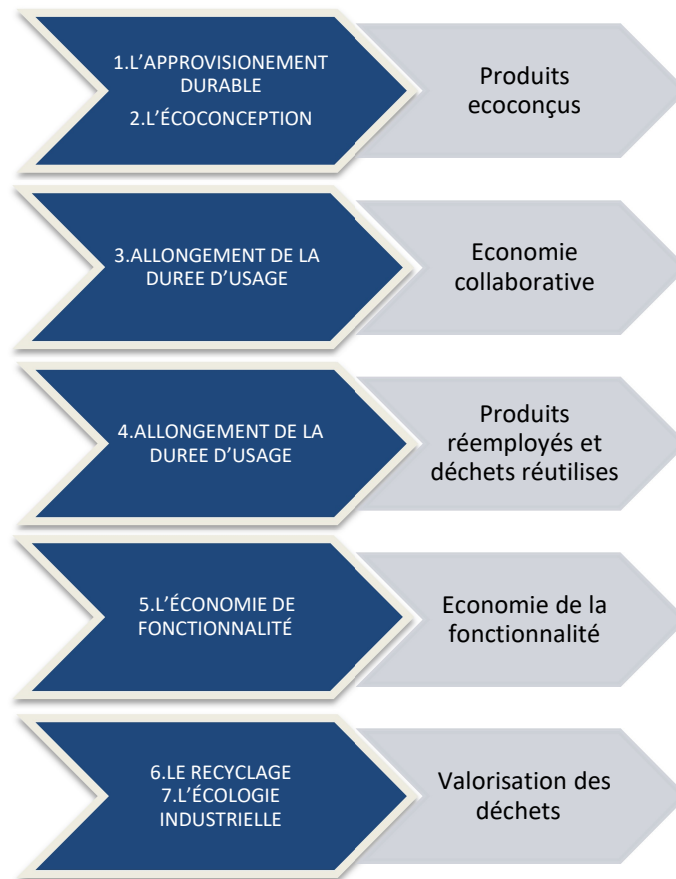 1.L’APPROVISIONEMENT
DURABLE
2.L’ÉCOCONCEPTION
Produits
ecoconçus
3.ALLONGEMENT DE LA
DUREE D’USAGE
Economie
collaborative
4.ALLONGEMENT DE LA
DUREE D’USAGE
Produits
réemployés et
déchets réutilises
5.L’ÉCONOMIE DE
FONCTIONNALITÉ
Economie de la
fonctionnalité
6.LE RECYCLAGE
7.L’ÉCOLOGIE
INDUSTRIELLE
Valorisation des
déchets